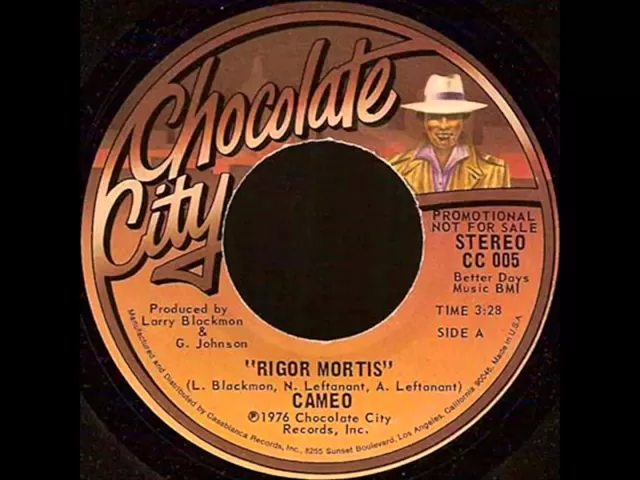 Chocolate
City
PROMOTIONAL
NOT FOR SALE
STEREO
CC 005
Better Days
Music BMI
Produced by
Larry Blackmon
&
G. Johnson
TIME 3:28
SIDE A
"RIGOR MORTIS"
(L. Blackmon, N. Leftanant, A. Leftonant)
CAMEO
℗1976 Chocolate City
Records, Inc.
Manufactured and Distributed by Casablanca Records, Inc., 8255 Sunset Boulevard, Los Angeles, California 90046. Made in U.S.A.